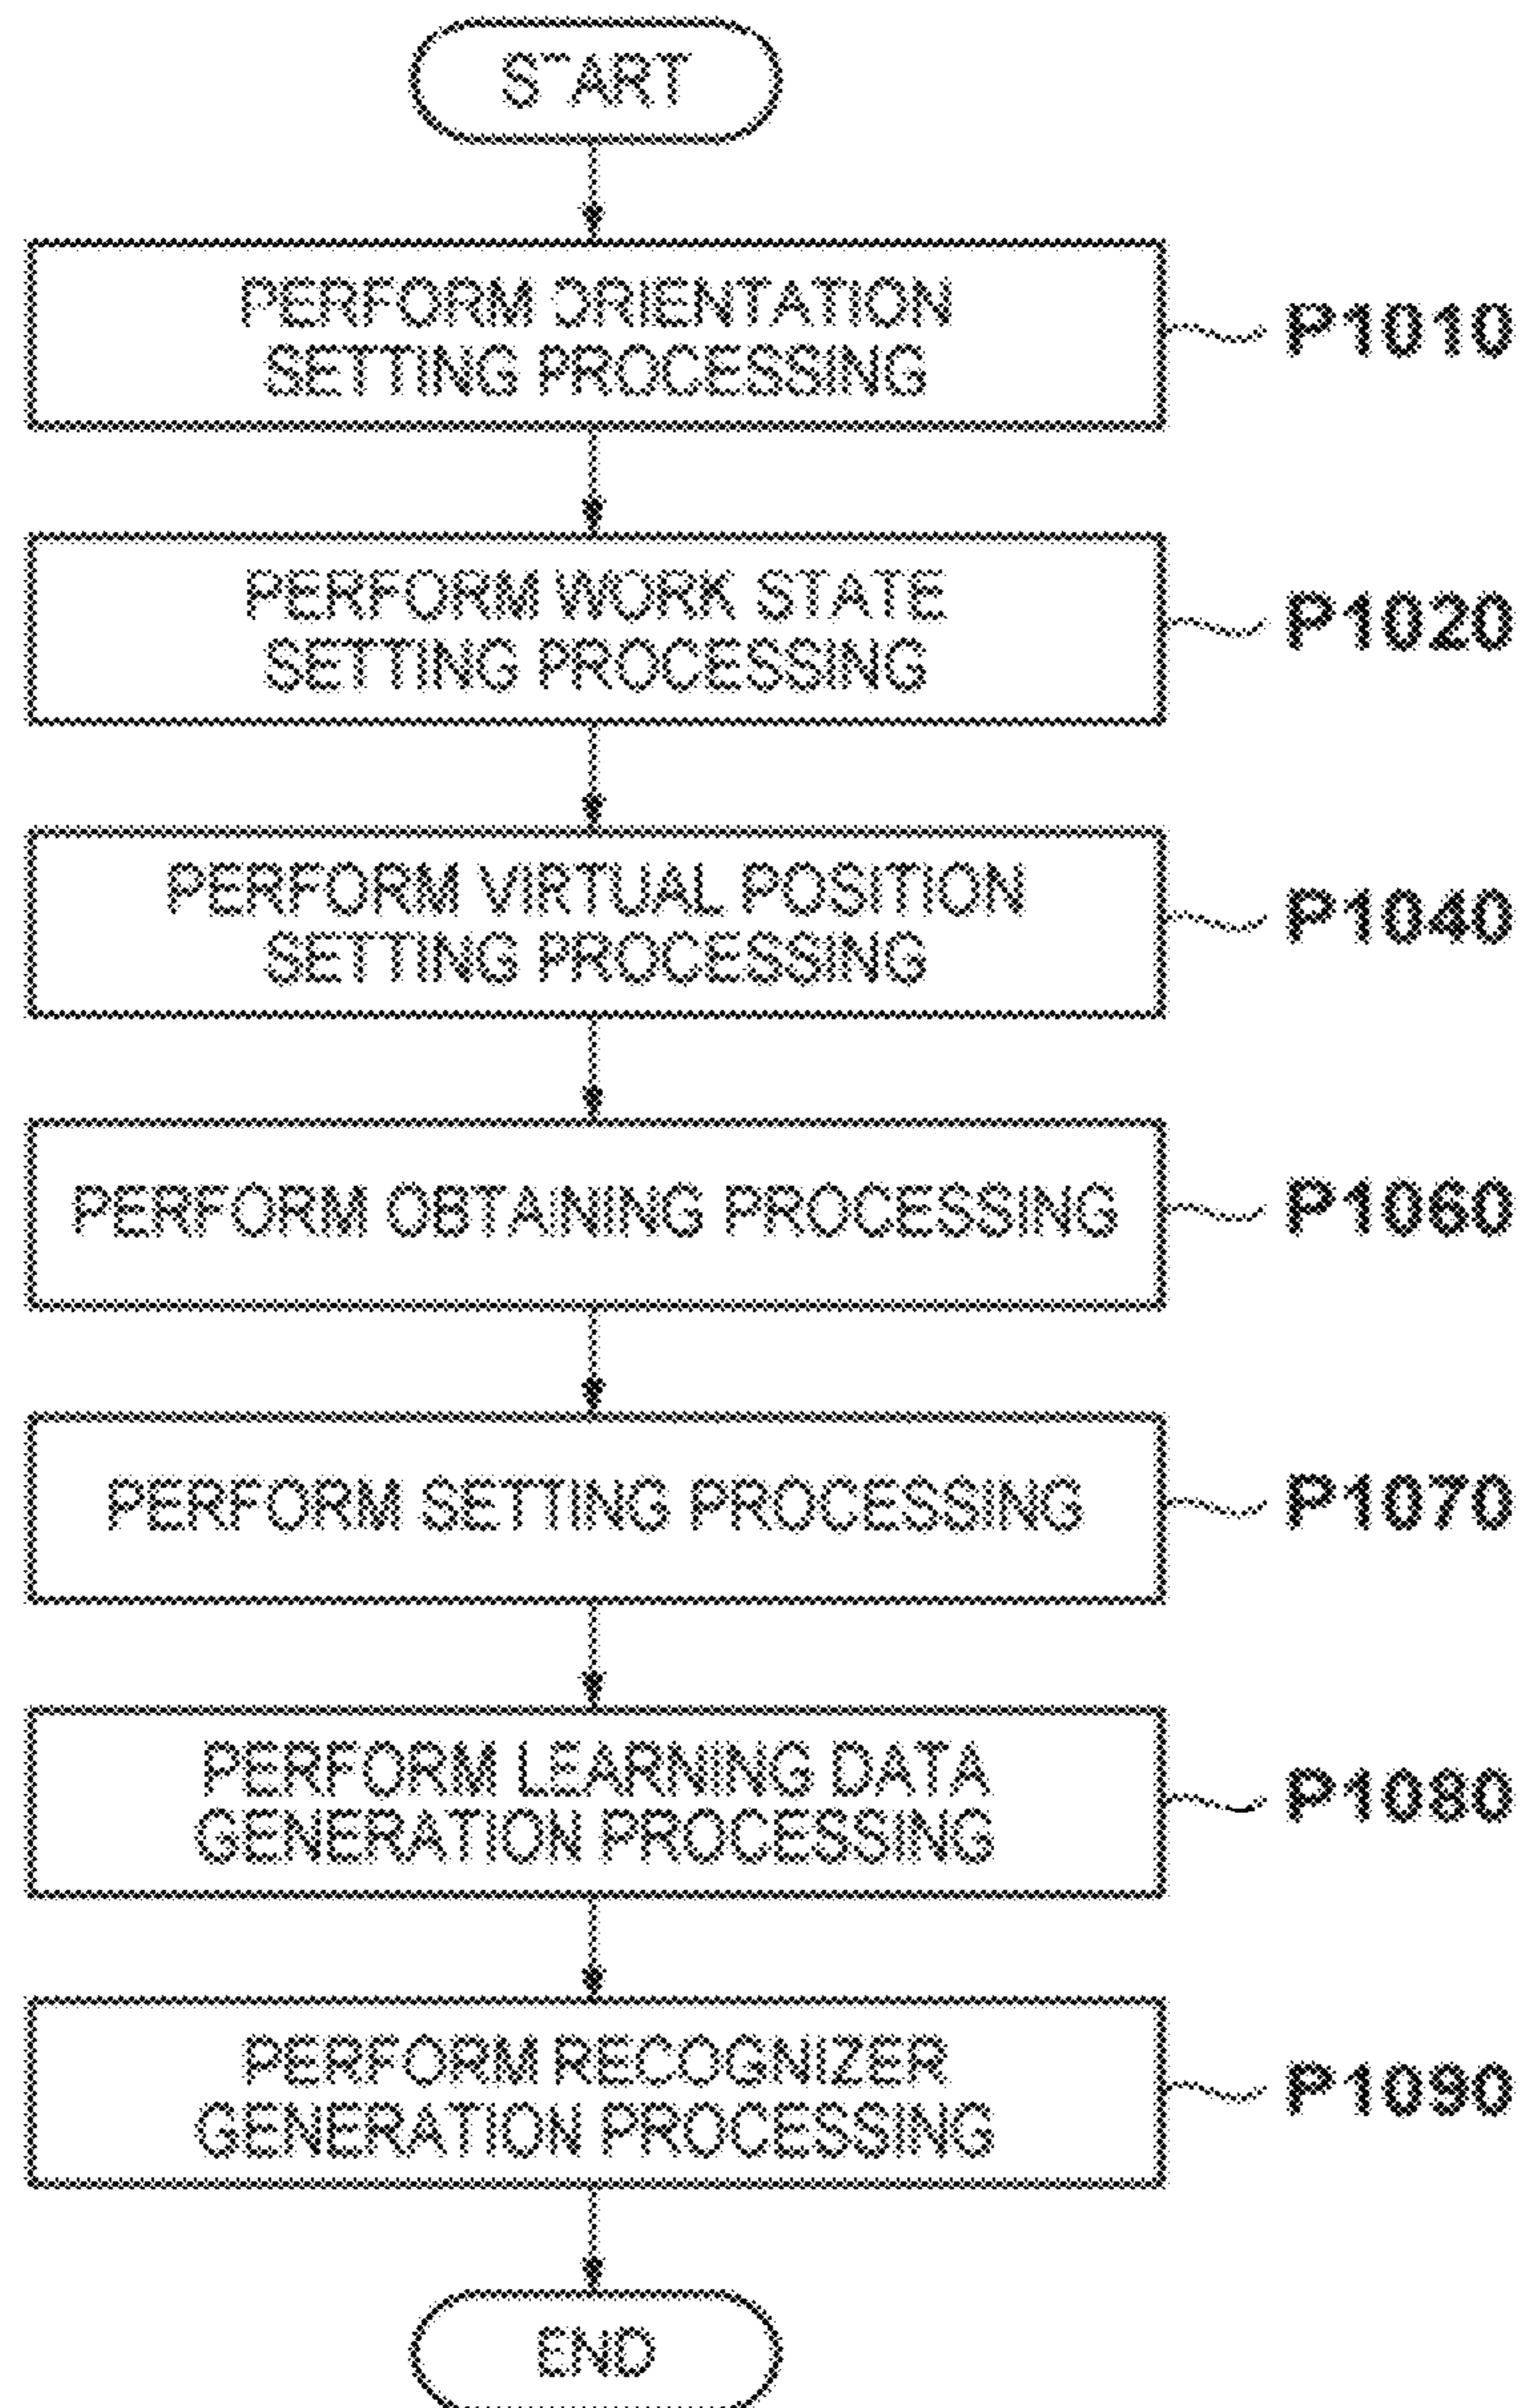 START
PERFORM ORIENTATION
SETTING PROCESSING
P1010
PERFORM WORK STATE
SETTING PROCESSING
P1020
PERFORM VIRTUAL POSITION
SETTING PROCESSING
P1040
PERFORM OBTAINING PROCESSING
P1060
PERFORM SETTING PROCESSING
P1070
PERFORM LEARNING DATA
GENERATION PROCESSING
P1080
PERFORM RECOGNIZER
GENERATION PROCESSING
P1090
END